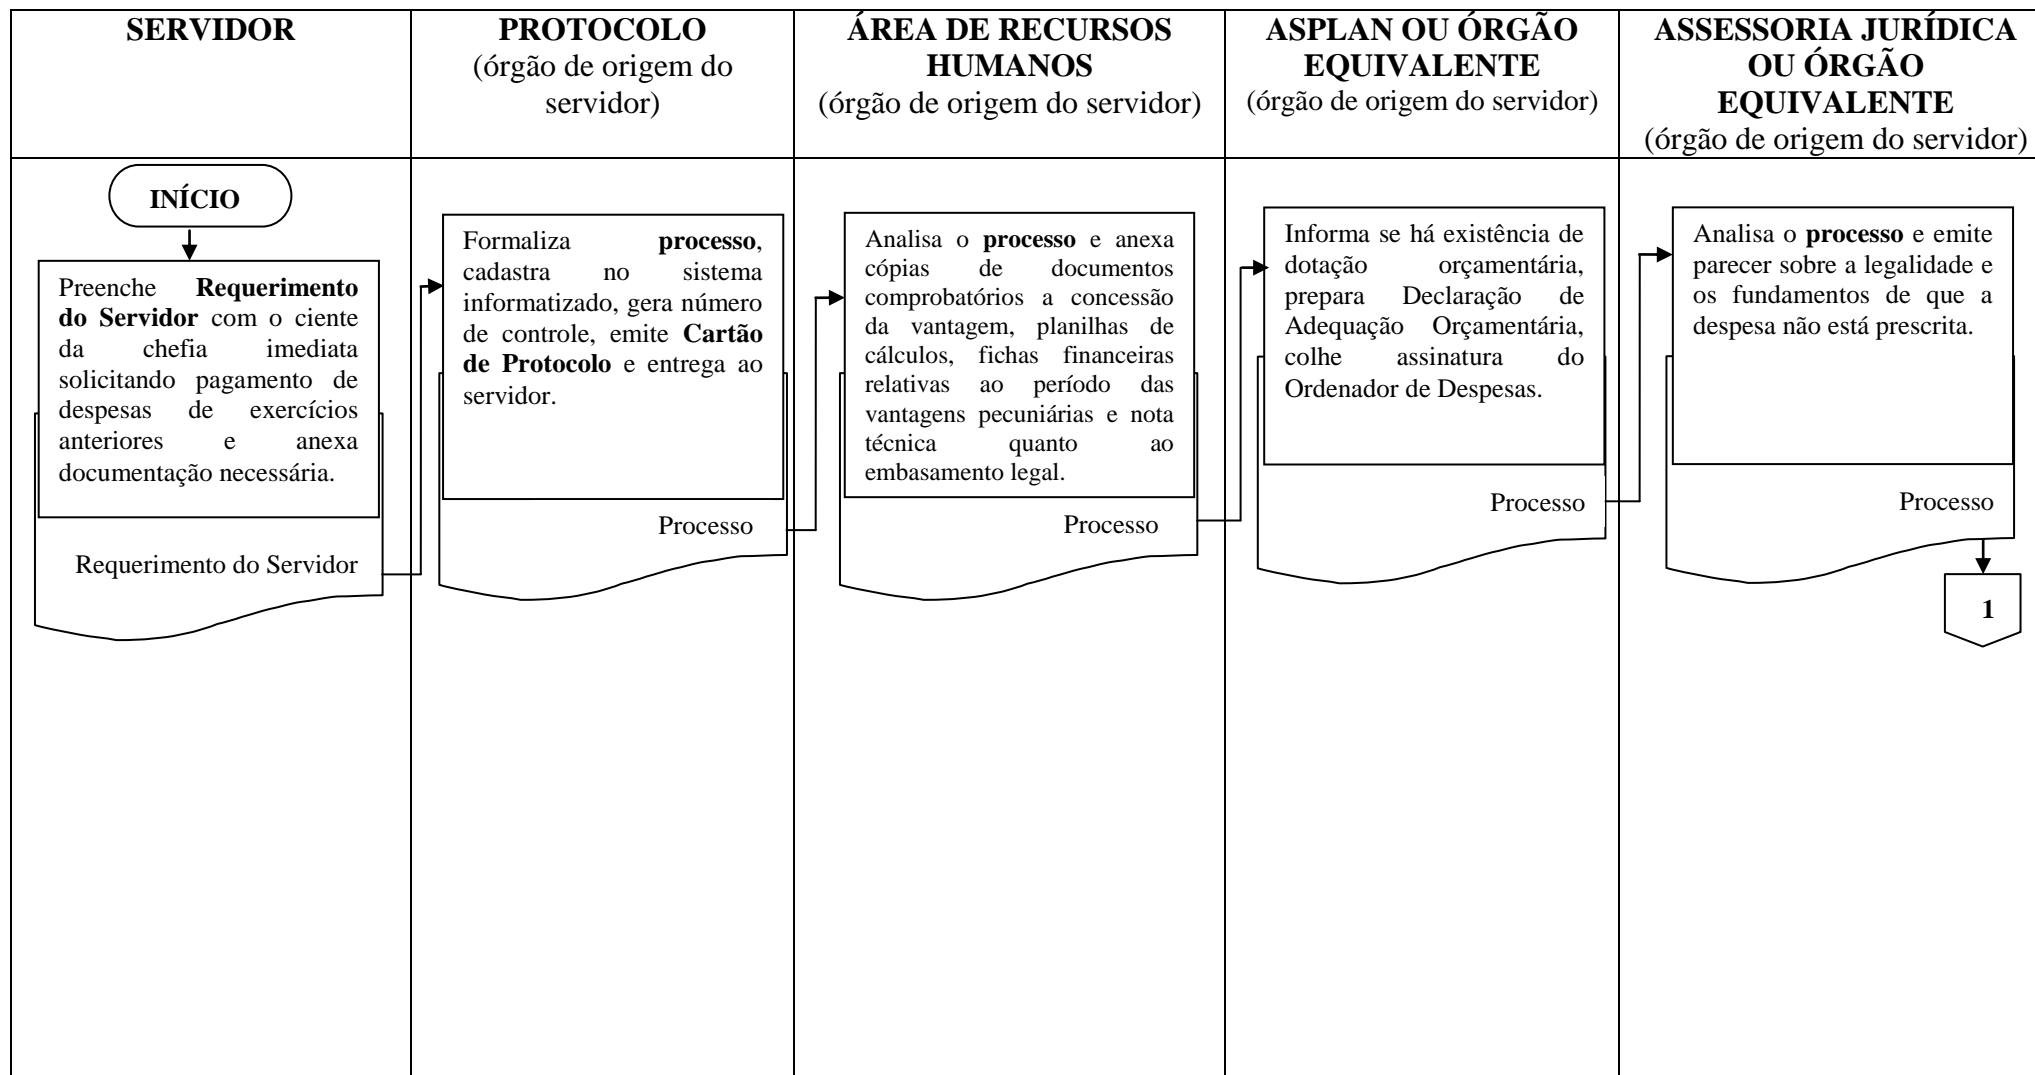 SERVIDOR
PROTOCOLO
(órgão de origem do
servidor)
ÁREA DE RECURSOS
HUMANOS
(órgão de origem do servidor)
ASPLAN OU ÓRGÃO
EQUIVALENTE
(órgão de origem do servidor)
ASSESSORIA JURÍDICA
OU ÓRGÃO
EQUIVALENTE
(órgão de origem do servidor)
INÍCIO
Preenche Requerimento
do Servidor com o ciente
da chefia imediata
solicitando pagamento de
despesas de exercícios
anteriores e anexa
documentação necessária.
Requerimento do Servidor
Formaliza processo,
cadastra no sistema
informatizado, gera número
de controle, emite Cartão
de Protocolo e entrega ao
servidor.
Processo
Analisa o processo e anexa
cópias de documentos
comprobatórios a concessão
da vantagem, planilhas de
cálculos, fichas financeiras
relativas ao período das
vantagens pecuniárias e nota
técnica quanto ao
embasamento legal.
Processo
Informa se há existência de
dotação orçamentária,
prepara Declaração de
Adequação Orçamentária,
colhe assinatura do
Ordenador de Despesas.
Processo
Analisa o processo e emite
parecer sobre a legalidade e
os fundamentos de que a
despesa não está prescrita.
Processo
1